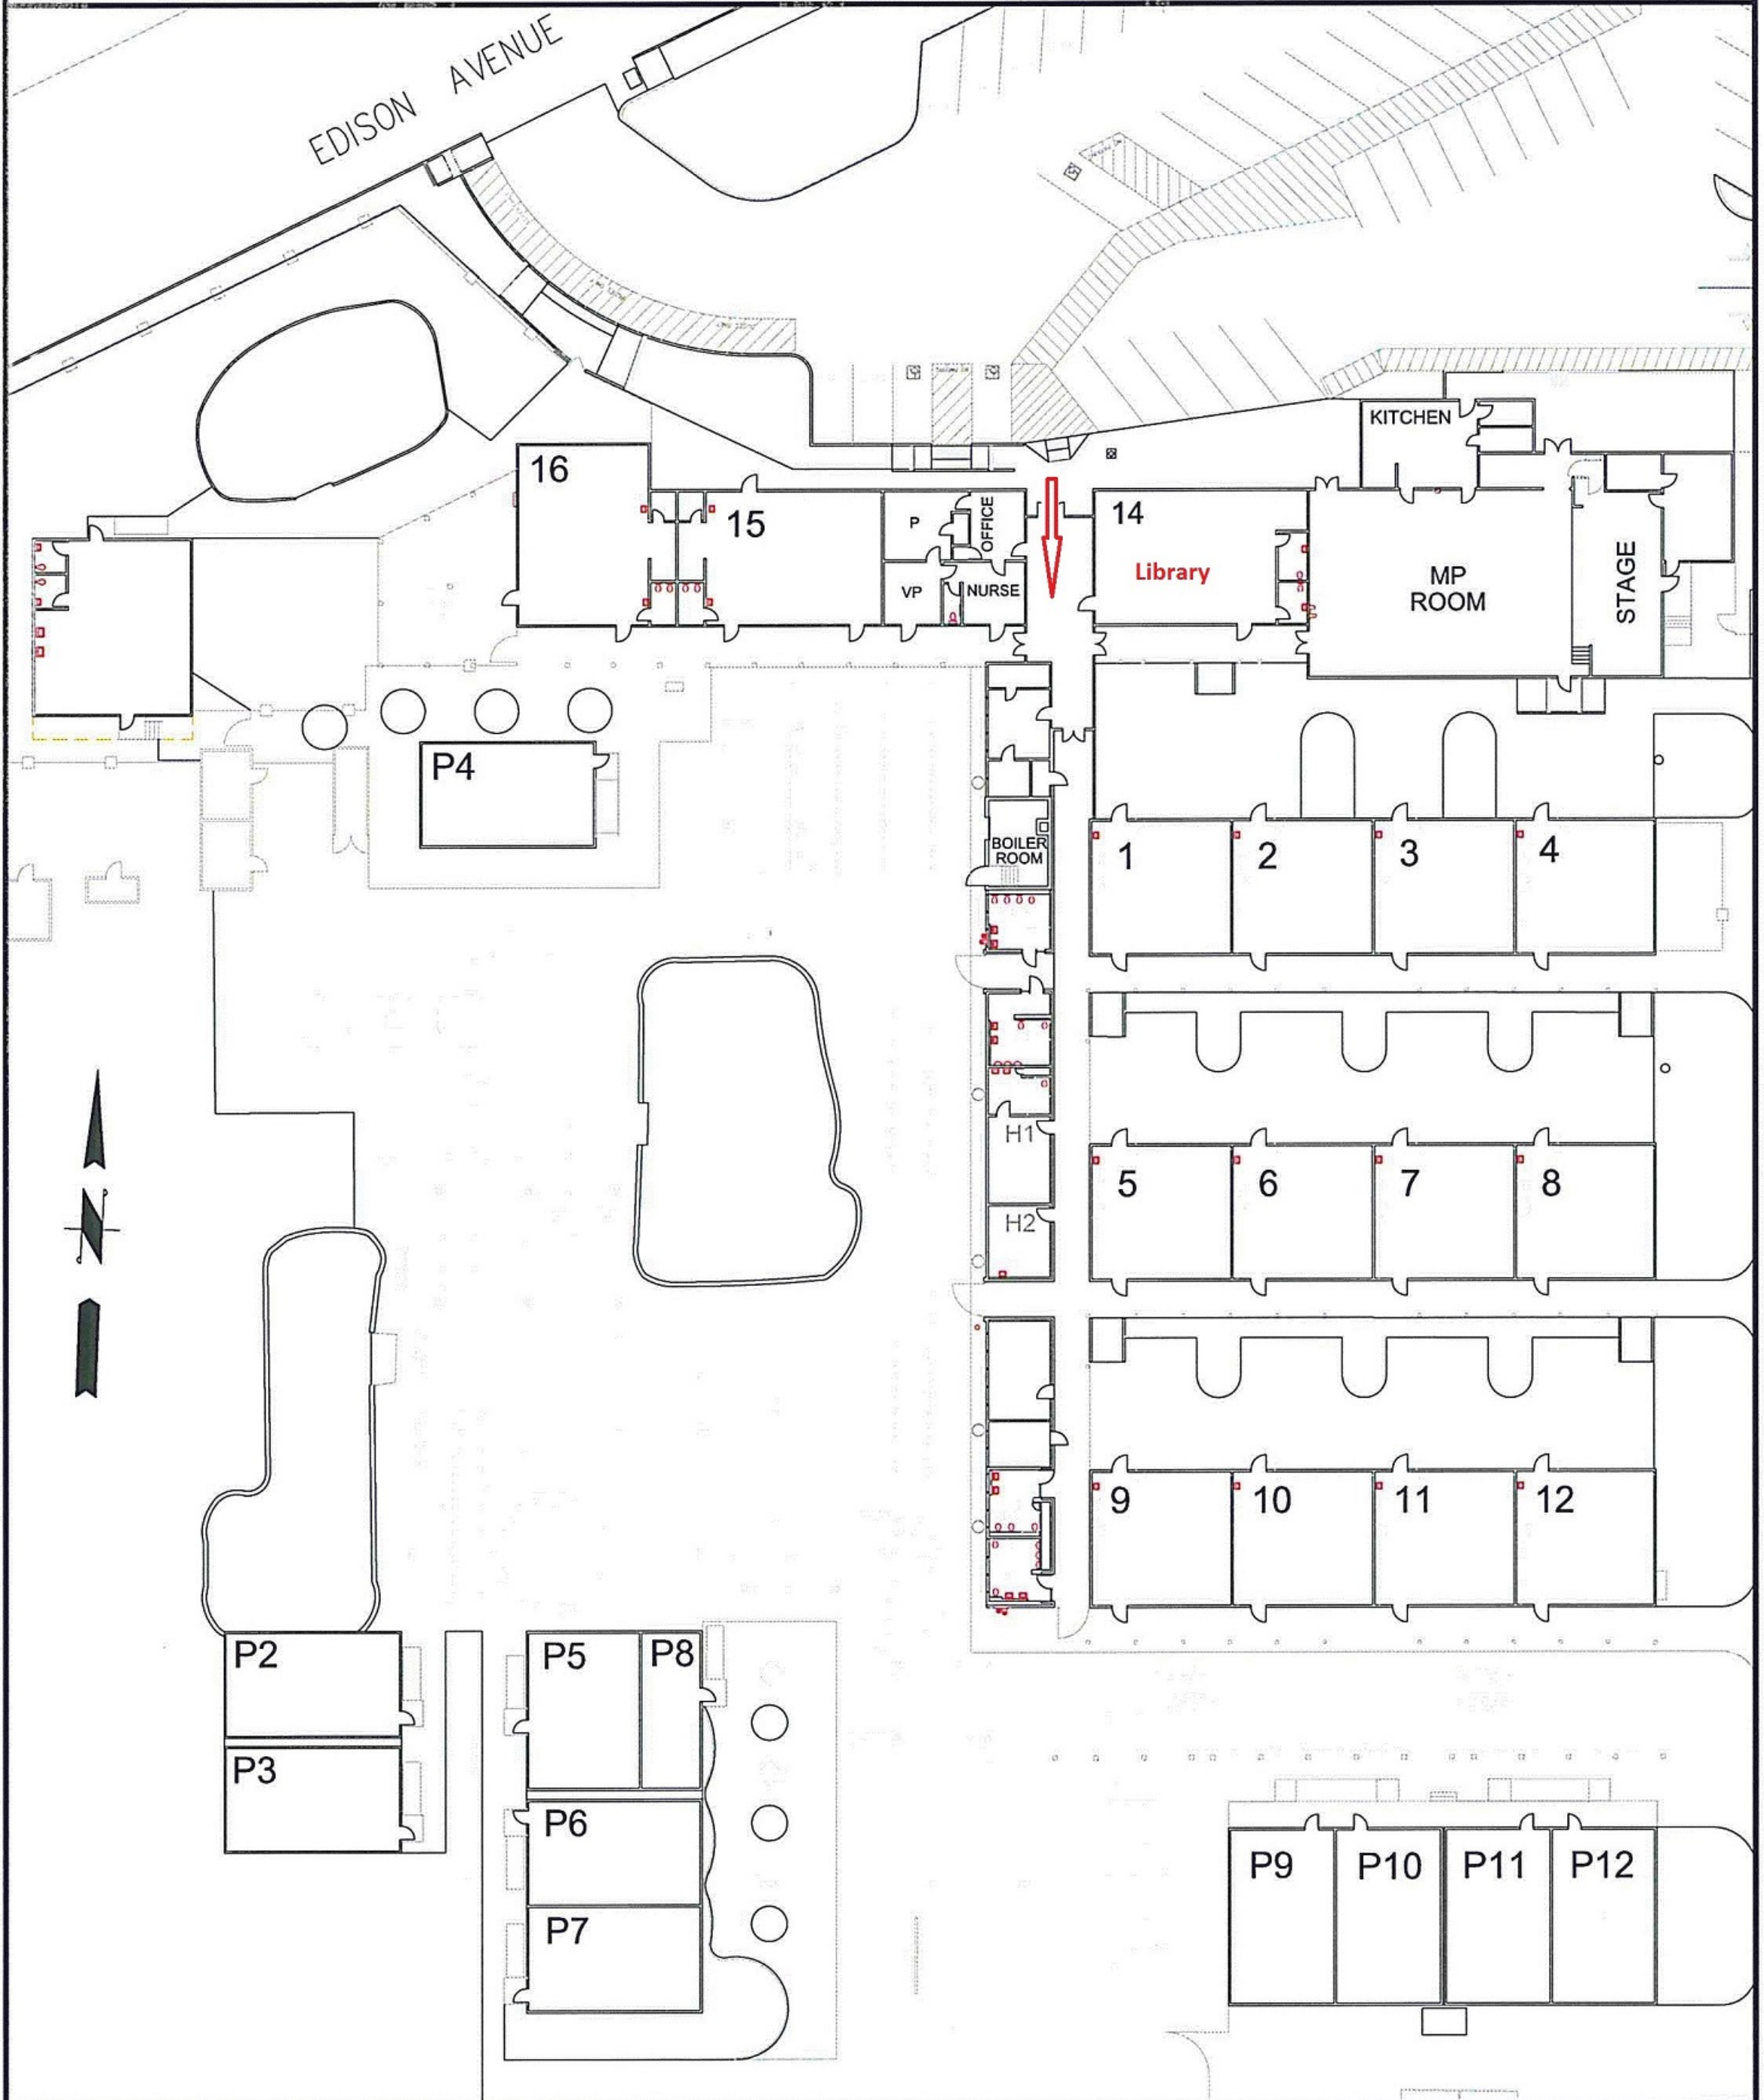 EDISON AVENUE
KITCHEN
16
15
P
OFFICE
14
Library
MP
ROOM
STAGE
VP
NURSE
P4
BOILER
ROOM
1
2
3
4
H1
5
6
7
8
H2
N
9
10
11
12
P2
P5
P8
P3
P6
P7
P9
P10
P11
P12